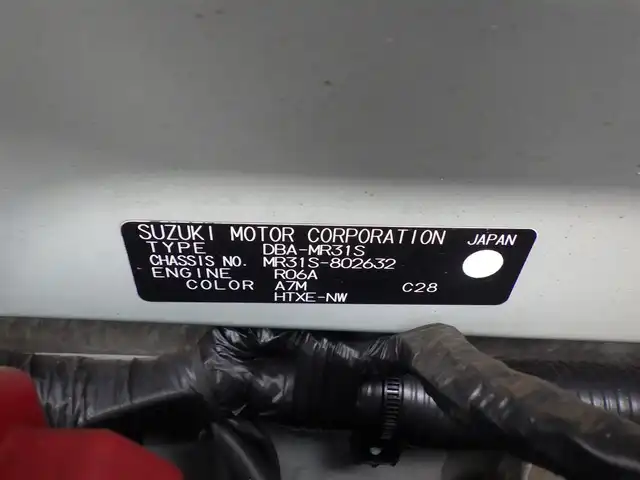 SUZUKI MOTOR CORPORATION JAPAN
TYPE DBA-MR31S
CHASSIS NO. MR31S-802632
ENGINE R06A
COLOR A7M C28
HTXE-NW